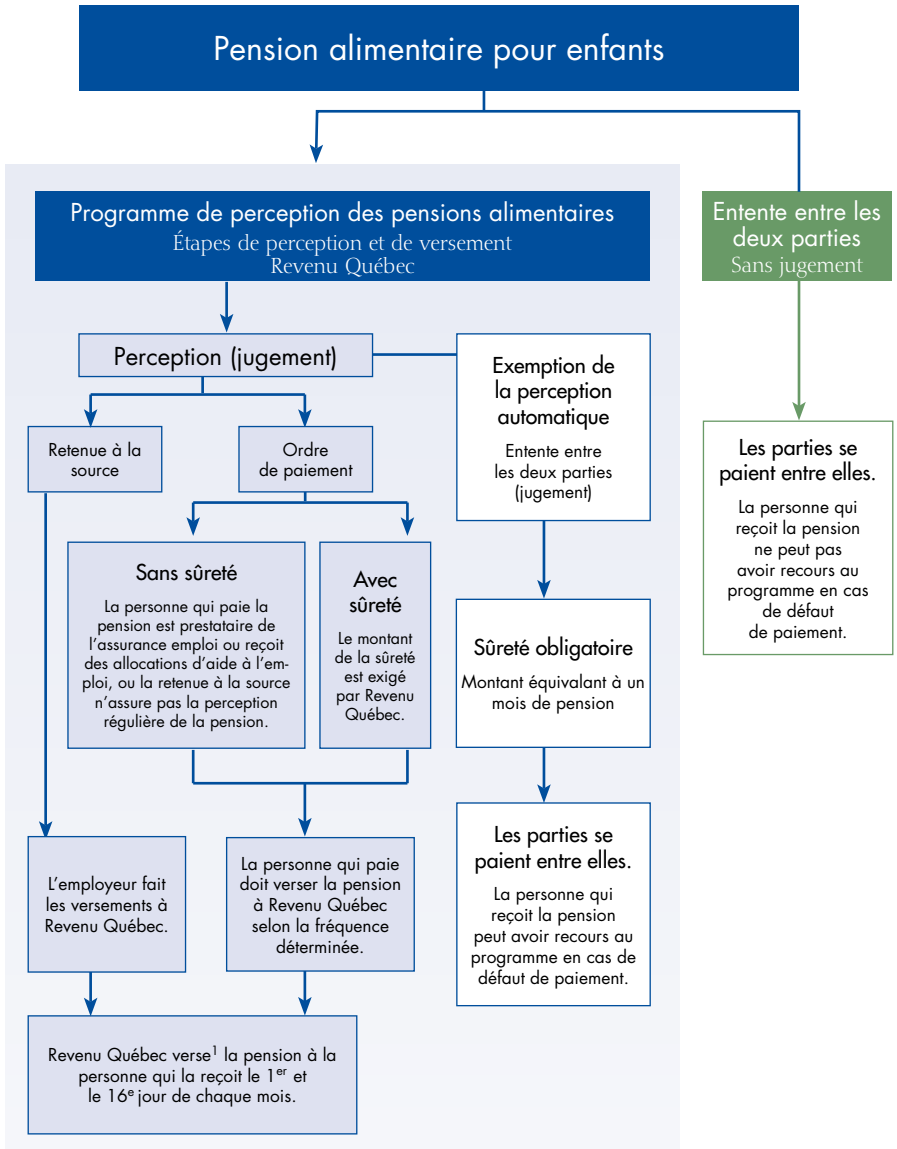 Pension alimentaire pour enfants
Programme de perception des pensions alimentaires
Étapes de perception et de versement
Revenu Québec
Entente entre les
deux parties
Sans jugement
Perception (jugement)
Exemption de
la perception
automatique
Entente entre
les deux parties
(jugement)
Retenue à la
source
Ordre
de paiement
Les parties se
paient entre elles.
La personne qui
reçoit la pension
ne peut pas
avoir recours au
programme en cas
de défaut
de paiement.
Sans sûreté
La personne qui paie la
pension est prestataire de
l'assurance emploi ou reçoit
des allocations d'aide à l'em-
ploi, ou la retenue à la source
n'assure pas la perception
régulière de la pension.
Avec
sûreté
Le montant
de la sûreté
est exigé
par Revenu
Québec.
Sûreté obligatoire
Montant équivalant à un
mois de pension
L'employeur fait
les versements à
Revenu Québec.
La personne qui paie
doit verser la pension
à Revenu Québec
selon la fréquence
déterminée.
Les parties se
paient entre elles.
La personne qui
reçoit la pension
peut avoir recours au
programme en cas de
défaut de paiement.
Revenu Québec verse¹ la pension à la
personne qui la reçoit le 1er et
le 16e jour de chaque mois.